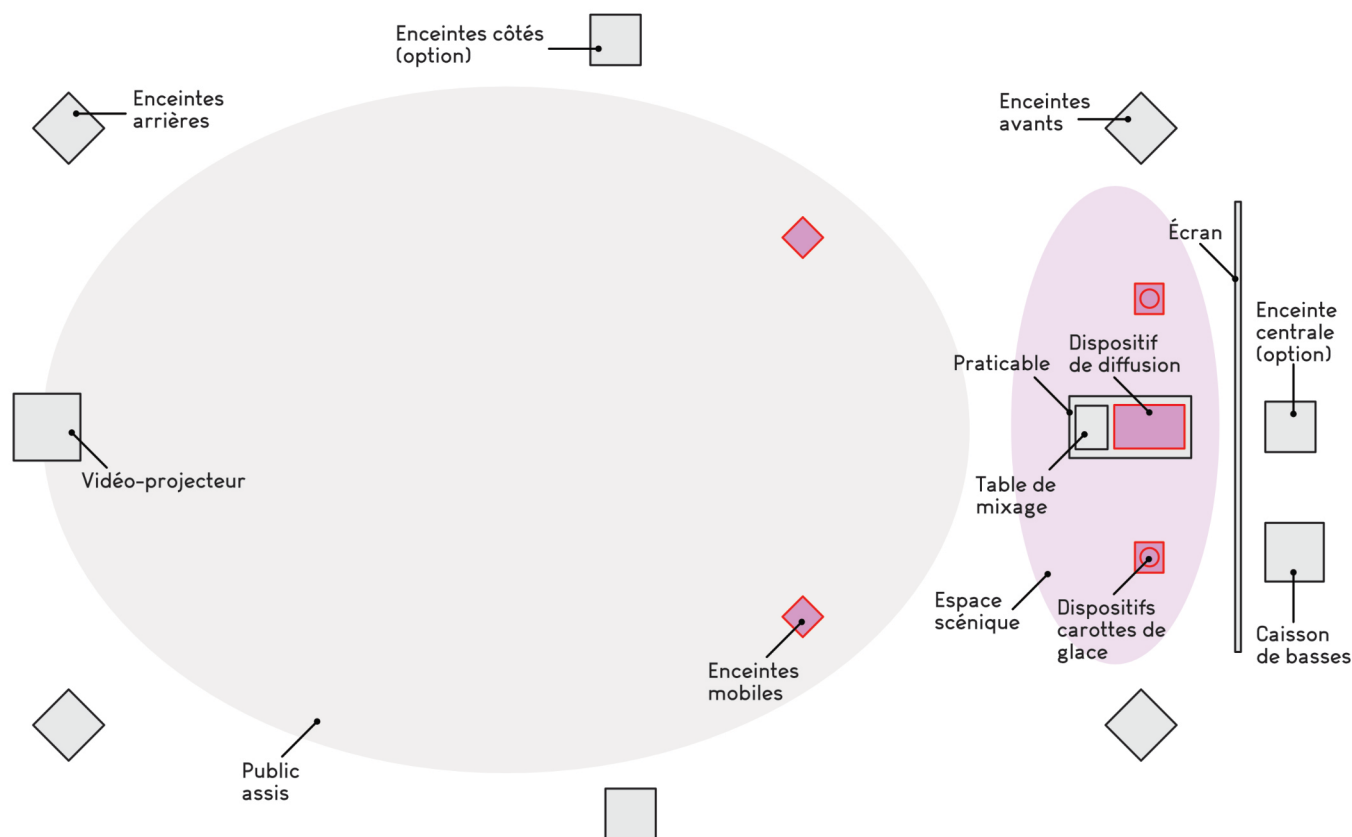 Enceintes côtés
(option)
Enceintes
arrières
Enceintes
avants
Écran
Enceinte
centrale
(option)
Dispositif
de diffusion
Praticable
Vidéo-projecteur
Table de
mixage
Espace
scénique
Dispositifs
carottes de
glace
Caisson
de basses
Enceintes
mobiles
Public
assis